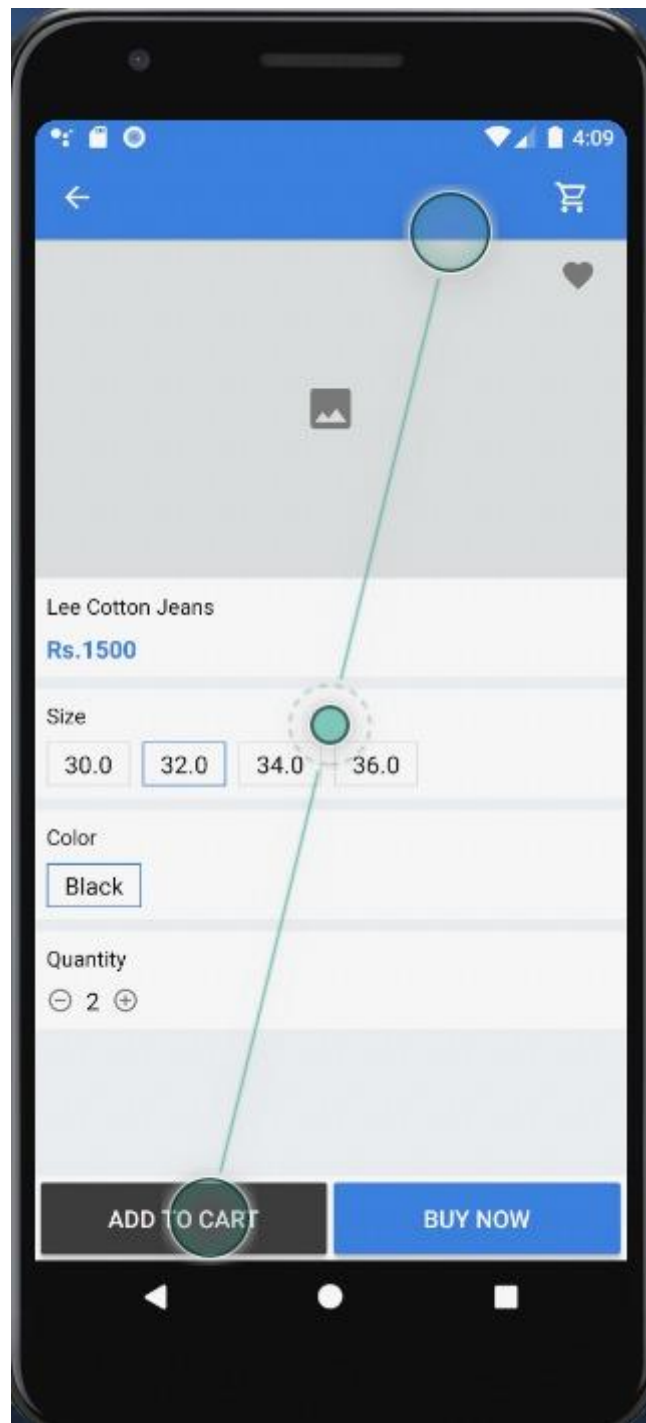 4:09
Lee Cotton Jeans
Rs.1500
Size
30.0 32.0 34.0 36.0
Color
Black
Quantity
2
ADD TO CART BUY NOW